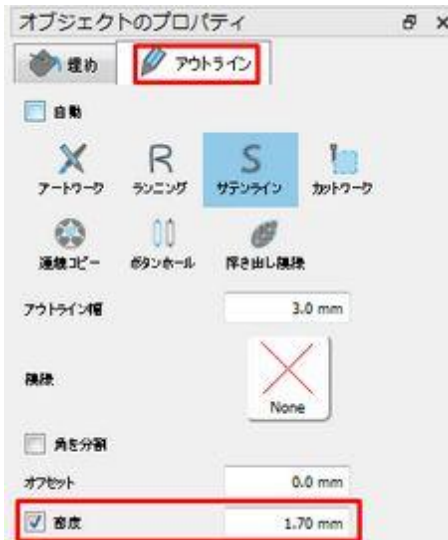 オブジェクトのプロパティ
埋め アウトライン
自動
アートワーク ランニング サテンライン カットワーク
連続コピー ボタンホール 浮き出し模様
アウトライン幅 3.0 mm
模様
None
角を分割
オフセット 0.0 mm
密度 1.70 mm